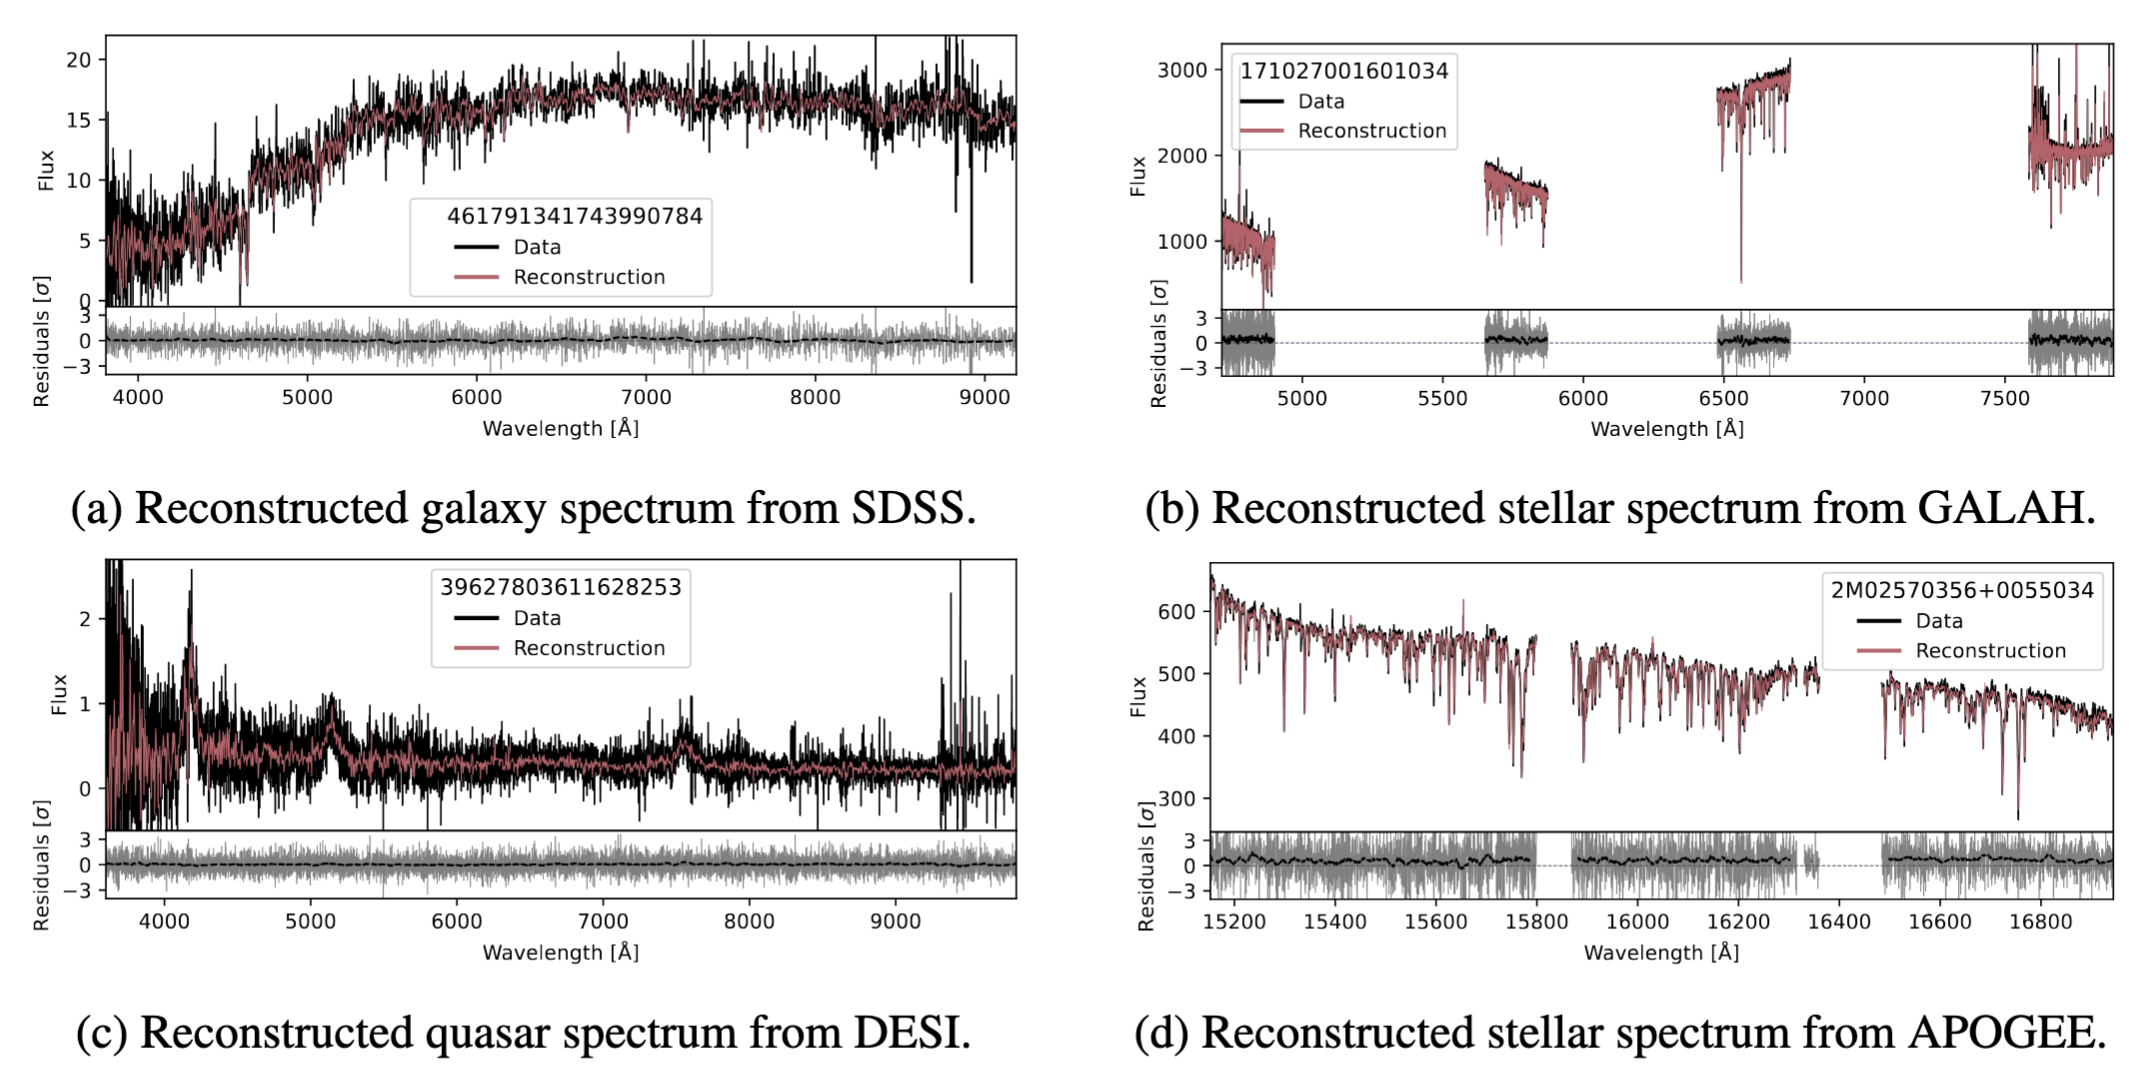 20
15
10
5
0
Flux
461791341743990784
Data
Reconstruction
3
0
−3
Residuals [σ]
4000 5000 6000 7000 8000 9000
Wavelength [Å]
(a) Reconstructed galaxy spectrum from SDSS.
3000
2000
1000
Flux
171027001601034
Data
Reconstruction
3
0
−3
Residuals [σ]
5000 5500 6000 6500 7000 7500
Wavelength [Å]
(b) Reconstructed stellar spectrum from GALAH.
2
1
0
Flux
39627803611628253
Data
Reconstruction
3
0
−3
Residuals [σ]
4000 5000 6000 7000 8000 9000
Wavelength [Å]
(c) Reconstructed quasar spectrum from DESI.
600
500
400
300
Flux
2M02570356+0055034
Data
Reconstruction
3
0
−3
Residuals [σ]
15200 15400 15600 15800 16000 16200 16400 16600 16800
Wavelength [Å]
(d) Reconstructed stellar spectrum from APOGEE.